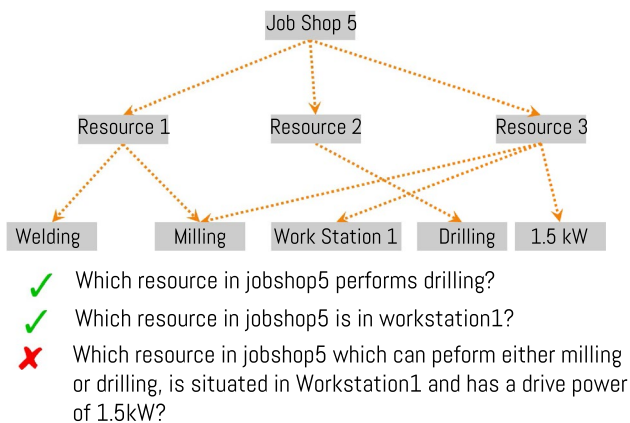 Job Shop 5
Resource 1
Resource 2
Resource 3
Welding
Milling
Work Station 1
Drilling
1.5 kW
Which resource in jobshop5 performs drilling?
Which resource in jobshop5 is in workstation1?
Which resource in jobshop5 which can peform either milling
or drilling, is situated in Workstation1 and has a drive power
of 1.5kW?